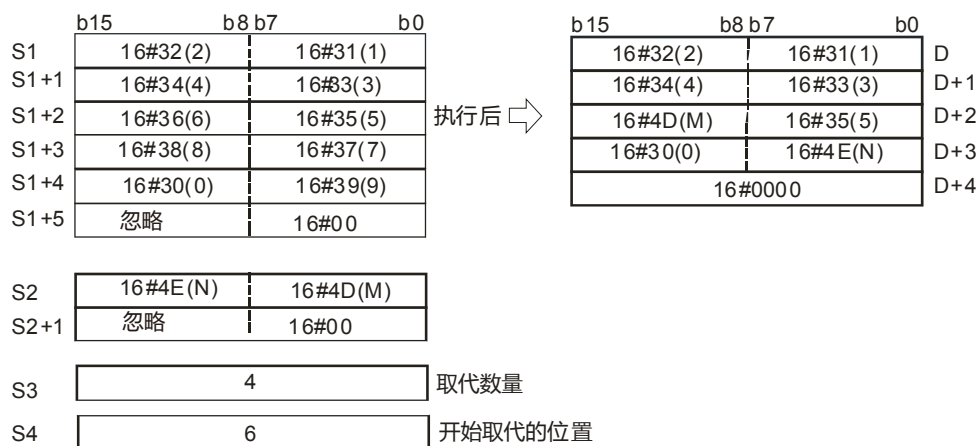 b15 b8 b7 b0
S1 16#32(2) 16#31(1)
S1+1 16#34(4) 16#33(3)
S1+2 16#36(6) 16#35(5)
S1+3 16#38(8) 16#37(7)
S1+4 16#30(0) 16#39(9)
S1+5 忽略 16#00
执行后
b15 b8 b7 b0
16#32(2) 16#31(1) D
16#34(4) 16#33(3) D+1
16#4D(M) 16#35(5) D+2
16#30(0) 16#4E(N) D+3
16#0000 D+4
S2 16#4E(N) 16#4D(M)
S2+1 忽略 16#00
S3 4 取代数量
S4 6 开始取代的位置